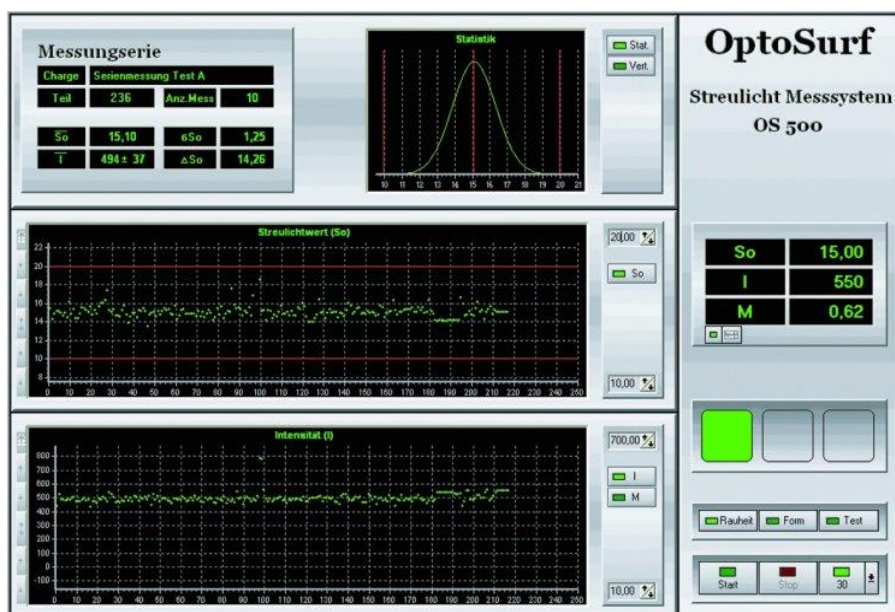 Messungserie
Charge Serienmessung Test A
Teil 236 Anz.Mess 10
So 15,10 σSo 1,25
I 494± 37 ΔSo 14,26
Statistik
10 11 12 13 14 15 16 17 18 19 20 21
Stat.
Vert.
OptoSurf
Streulicht Messsystem
OS 500
Streulichtwert (So)
22
20
18
16
14
12
10
8
0 10 20 30 40 50 60 70 80 90 100 110 120 130 140 150 160 170 180 190 200 210 220 230 240 250
20,00
So
10,00
So 15,00
I 550
M 0,62
Intensität (I)
800
700
600
500
400
300
200
100
0
-100
0 10 20 30 40 50 60 70 80 90 100 110 120 130 140 150 160 170 180 190 200 210 220 230 240 250
700,00
I
M
10,00
Rauheit Form Test
Start Stop 30